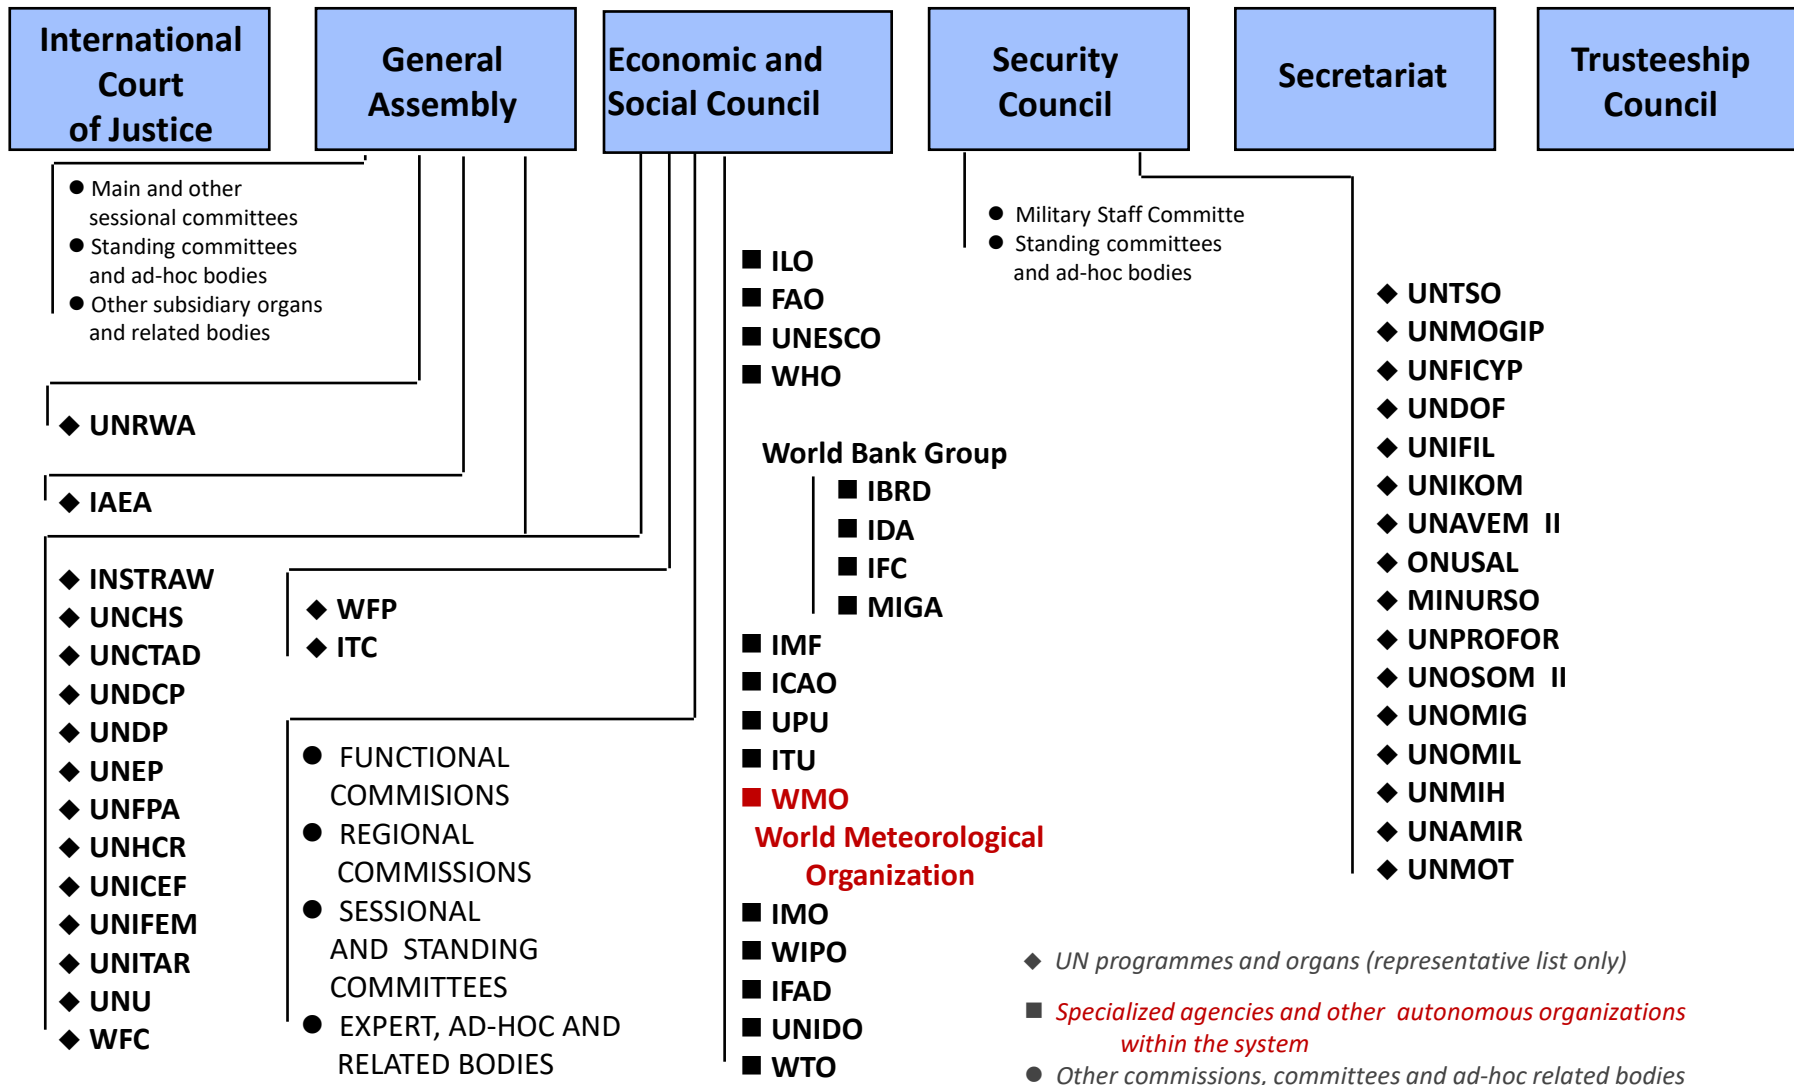 International
Court
of Justice
General
Assembly
Economic and
Social Council
Security
Council
Secretariat
Trusteeship
Council
● Main and other
sessional committees
● Standing committees
and ad-hoc bodies
● Other subsidiary organs
and related bodies
◆ UNRWA
◆ IAEA
◆ INSTRAW
◆ UNCHS
◆ UNCTAD
◆ UNDCP
◆ UNDP
◆ UNEP
◆ UNFPA
◆ UNHCR
◆ UNICEF
◆ UNIFEM
◆ UNITAR
◆ UNU
◆ WFC
◆ WFP
◆ ITC
● FUNCTIONAL
COMMISIONS
● REGIONAL
COMMISSIONS
● SESSIONAL
AND STANDING
COMMITTEES
● EXPERT, AD-HOC AND
RELATED BODIES
■ ILO
■ FAO
■ UNESCO
■ WHO
World Bank Group
■ IBRD
■ IDA
■ IFC
■ MIGA
■ IMF
■ ICAO
■ UPU
■ ITU
■ WMO
World Meteorological
Organization
■ IMO
■ WIPO
■ IFAD
■ UNIDO
■ WTO
● Military Staff Committe
● Standing committees
and ad-hoc bodies
◆ UNTSO
◆ UNMOGIP
◆ UNFICYP
◆ UNDOF
◆ UNIFIL
◆ UNIKOM
◆ UNAVEM II
◆ ONUSAL
◆ MINURSO
◆ UNPROFOR
◆ UNOSOM II
◆ UNOMIG
◆ UNOMIL
◆ UNMIH
◆ UNAMIR
◆ UNMOT
◆ UN programmes and organs (representative list only)
■ Specialized agencies and other autonomous organizations
within the system
● Other commissions, committees and ad-hoc related bodies